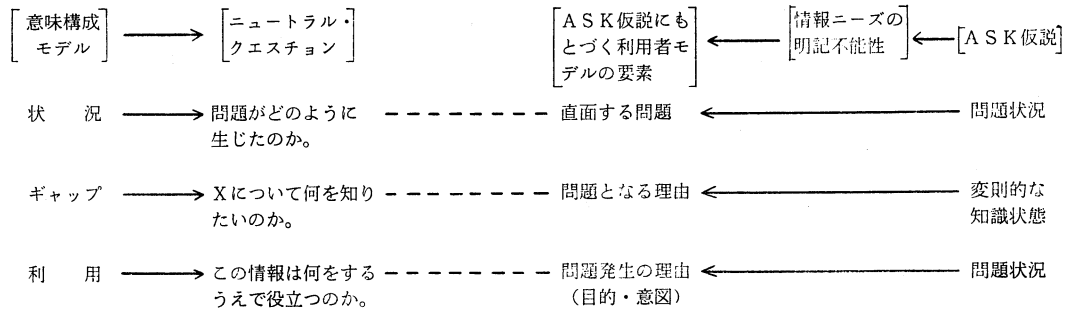 意味構成
モデル
ニュートラル・
クエスチョン
ASK仮説にも
とづく利用者モ
デルの要素
情報ニーズの
明記不能性
ASK仮説
状況
問題がどのように
生じたのか。
直面する問題
問題状況
ギャップ
Xについて何を知り
たいのか。
問題となる理由
変則的な
知識状態
利用
この情報は何をする
うえで役立つのか。
問題発生の理由
(目的・意図)
問題状況